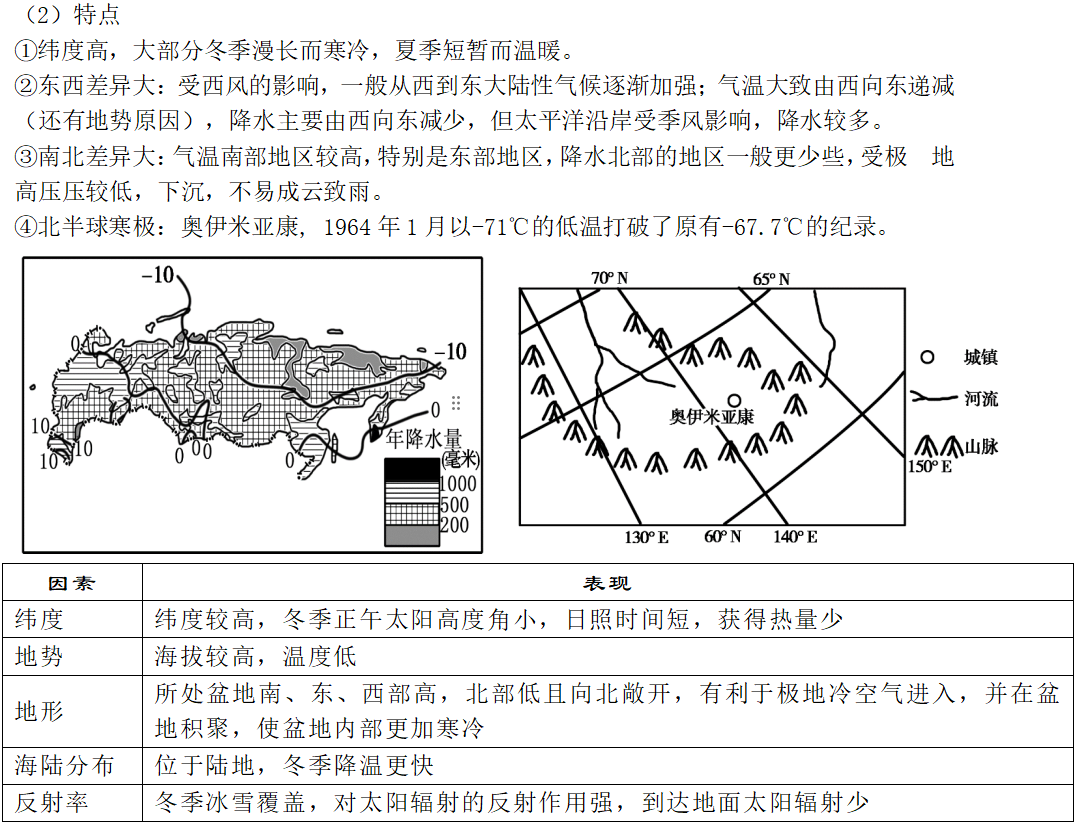 （2）特点
①纬度高，大部分冬季漫长而寒冷，夏季短暂而温暖。
②东西差异大：受西风的影响，一般从西到东大陆性气候逐渐加强；气温大致由西向东递减
（还有地势原因），降水主要由西向东减少，但太平洋沿岸受季风影响，降水较多。
③南北差异大：气温南部地区较高，特别是东部地区，降水北部的地区一般更少些，受极 地
高压压较低，下沉，不易成云致雨。
④北半球寒极：奥伊米亚康，1964年1月以-71℃的低温打破了原有-67.7℃的纪录。
-10
0
-10
0
10
10
10
0
0
0
0
年降水量
(毫米)
1000
500
200
70° N
65° N
奥伊米亚康
130° E
60° N
140° E
150° E
城镇
河流
山脉
因素 表现
纬度 纬度较高，冬季正午太阳高度角小，日照时间短，获得热量少
地势 海拔较高，温度低
地形 所处盆地南、东、西部高，北部低且向北敞开，有利于极地冷空气进入，并在盆
地积聚，使盆地内部更加寒冷
海陆分布 位于陆地，冬季降温更快
反射率 冬季冰雪覆盖，对太阳辐射的反射作用强，到达地面太阳辐射少